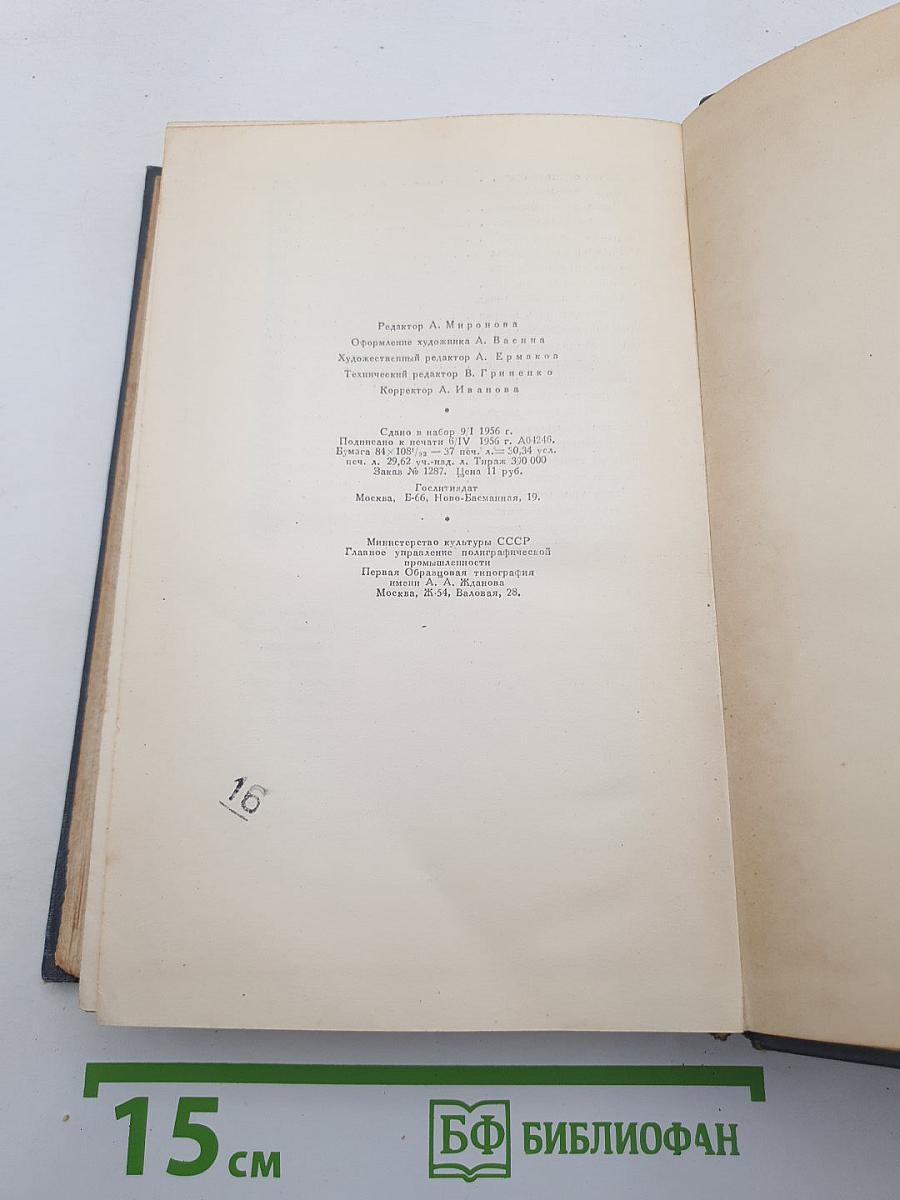 Редактор А. Миронова
Оформление художника А. Васина
Художественный редактор А. Ермаков
Технический редактор В. Гриненко
Корректор А. Иванова
*
Сдано в набор 9/I 1956 г.
Подписано к печати 6/IV 1956 г. А04246.
Бумага 84×108¹/₃₂ — 37 печ. л.= 30,34 усл.
печ. л. 29,62 уч.-изд. л. Тираж 390 000
Заказ № 1287. Цена 11 руб.
Гослитиздат
Москва, Б-66, Ново-Басманная, 19.
*
Министерство культуры СССР
Главное управление полиграфической
промышленности
Первая Образцовая типография
имени А. А. Жданова
Москва, Ж-54, Валовая, 28.
16
15 см
БФ БИБЛИОФАН